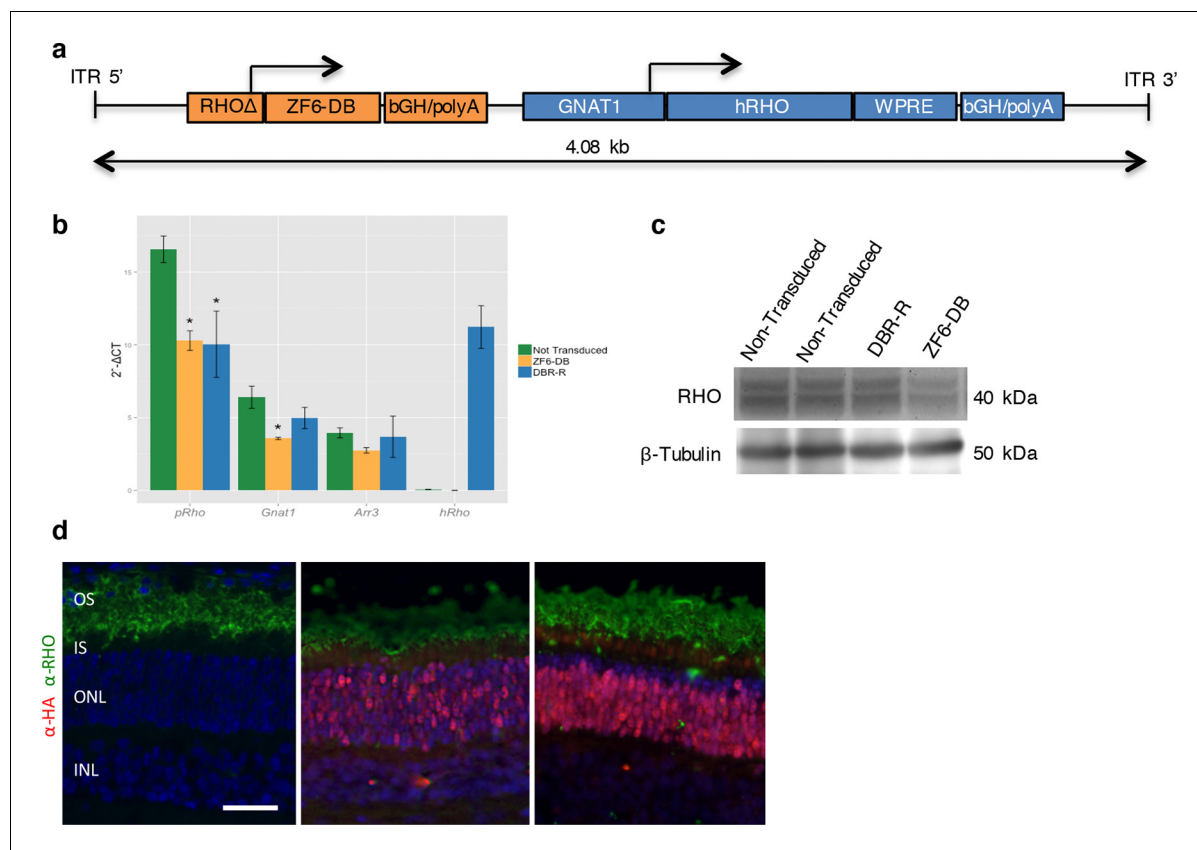 a
ITR 5’
ITR 3’
RHOΔ
ZF6-DB
bGH/polyA
GNAT1
hRHO
WPRE
bGH/polyA
4.08 kb
b
2^-ΔCT
15
10
5
0
*
*
*
pRho
Gnat1
Arr3
hRho
Not Transduced
ZF6-DB
DBR-R
c
Non-Transduced
Non-Transduced
DBR-R
ZF6-DB
RHO
40 kDa
β-Tubulin
50 kDa
d
α-HA α-RHO
OS
IS
ONL
INL